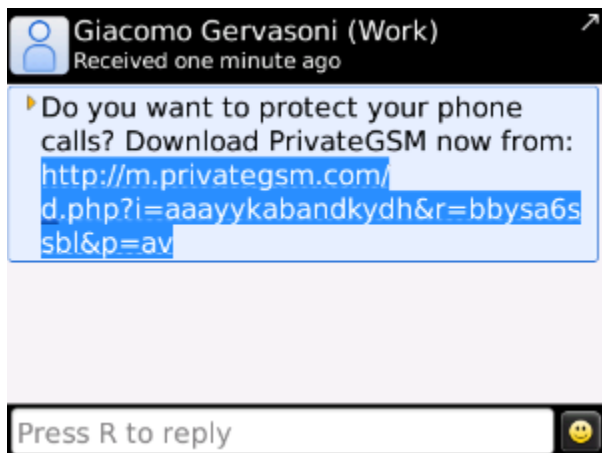 Giacomo Gervasoni (Work)
Received one minute ago
Do you want to protect your phone
calls? Download PrivateGSM now from:
http://m.privategsm.com/
d.php?i=aaayykabandkydh&r=bbysa6s
sbl&p=av
Press R to reply